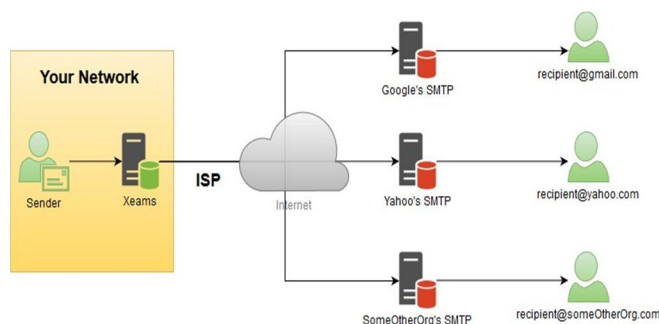 Your Network
Sender
Xeams
ISP
Internet
Google's SMTP
recipient@gmail.com
Yahoo's SMTP
recipient@yahoo.com
SomeOtherOrg's SMTP
recipient@someOtherOrg.com